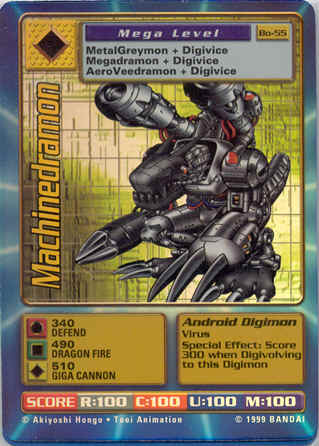 Mega Level
Bo-55
MetalGreymon + Digivice
Megadramon + Digivice
AeroVeedramon + Digivice
Machinedramon
340
DEFEND
490
DRAGON FIRE
510
GIGA CANNON
Android Digimon
Virus
Special Effect: Score
300 when Digivolving
to this Digimon
SCORE R:100 C:100 U:100 M:100
© Akiyoshi Hongo • Toei Animation © 1999 BANDAI